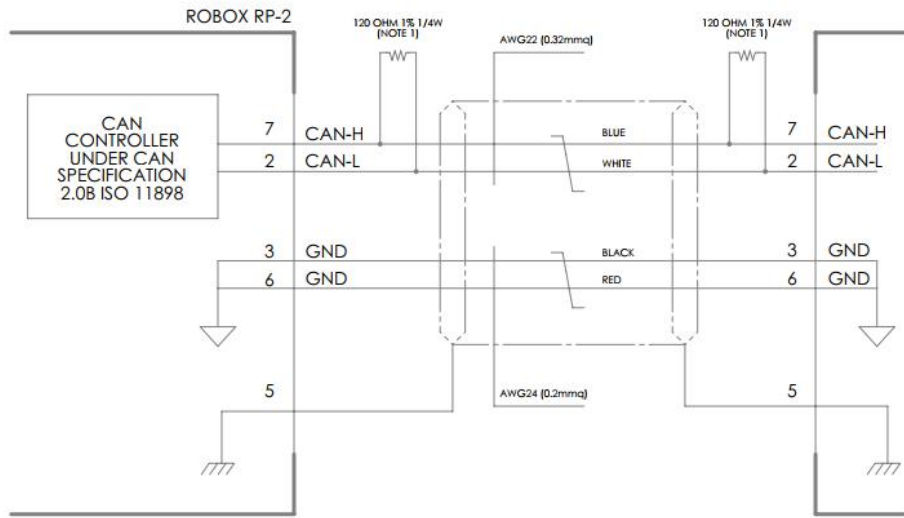 ROBOX RP-2
120 OHM 1% 1/4W
(NOTE 1)
AWG22 (0.32mmq)
120 OHM 1% 1/4W
(NOTE 1)
CAN
CONTROLLER
UNDER CAN
SPECIFICATION
2.0B ISO 11898
7 CAN-H
BLUE
7 CAN-H
2 CAN-L
WHITE
2 CAN-L
3 GND
BLACK
3 GND
6 GND
RED
6 GND
5
AWG24 (0.2mmq)
5